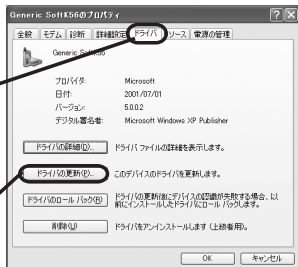 Generic SoftK56のプロパティ
全般 モデム 診断 詳細設定 ドライバ ソース 電源の管理
Generic SoftK56
プロバイダ: Microsoft
日付: 2001/07/01
バージョン: 5.0.0.2
デジタル署名者: Microsoft Windows XP Publisher
ドライバの詳細(D)... ドライバ ファイルの詳細を表示します。
ドライバの更新(P)... このデバイスのドライバを更新します。
ドライバのロール バック(R) ドライバの更新後にデバイスの認識が失敗する場合、以
前にインストールしたドライバにロール バックします。
削除(U) ドライバをアンインストールします (上級者用)。
OK キャンセル